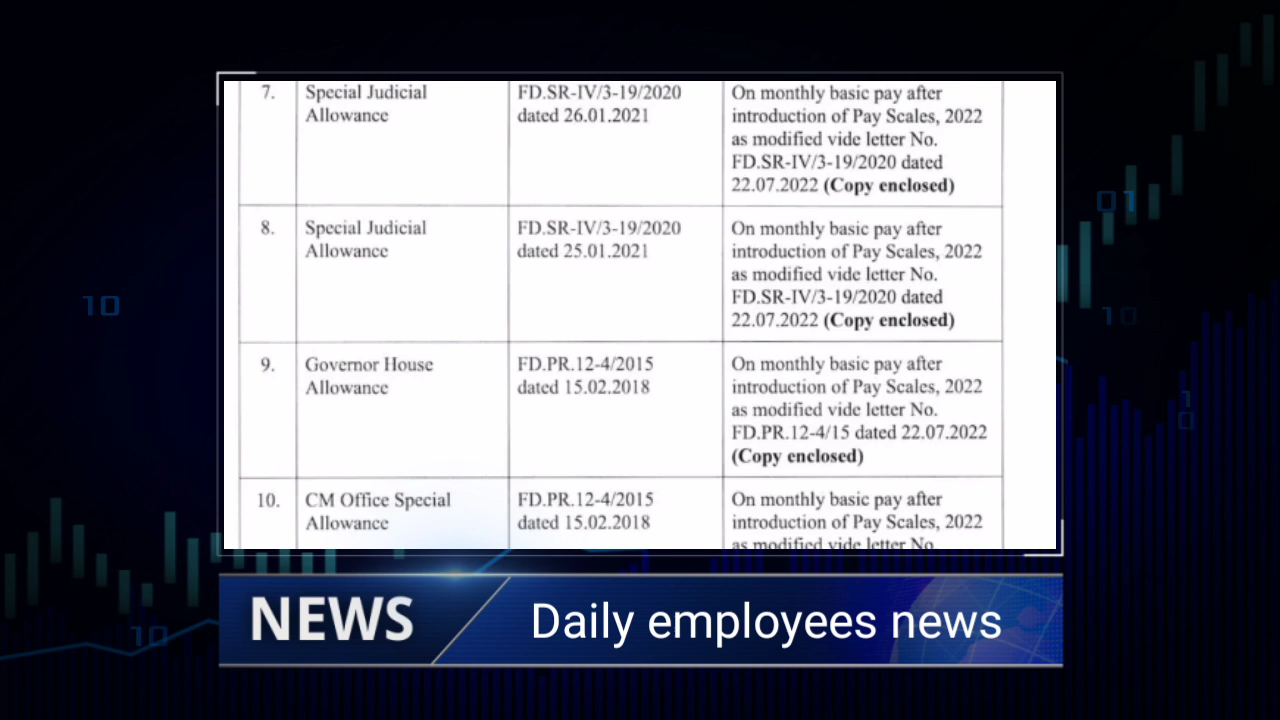 7.
Special Judicial
Allowance
FD.SR-IV/3-19/2020
dated 26.01.2021
On monthly basic pay after
introduction of Pay Scales, 2022
as modified vide letter No.
FD.SR-IV/3-19/2020 dated
22.07.2022 (Copy enclosed)
8.
Special Judicial
Allowance
FD.SR-IV/3-19/2020
dated 25.01.2021
On monthly basic pay after
introduction of Pay Scales, 2022
as modified vide letter No.
FD.SR-IV/3-19/2020 dated
22.07.2022 (Copy enclosed)
9.
Governor House
Allowance
FD.PR.12-4/2015
dated 15.02.2018
On monthly basic pay after
introduction of Pay Scales, 2022
as modified vide letter No.
FD.PR.12-4/15 dated 22.07.2022
(Copy enclosed)
10.
CM Office Special
Allowance
FD.PR.12-4/2015
dated 15.02.2018
On monthly basic pay after
introduction of Pay Scales, 2022
as modified vide letter No.
NEWS
Daily employees news
01
10
10
1
0
10